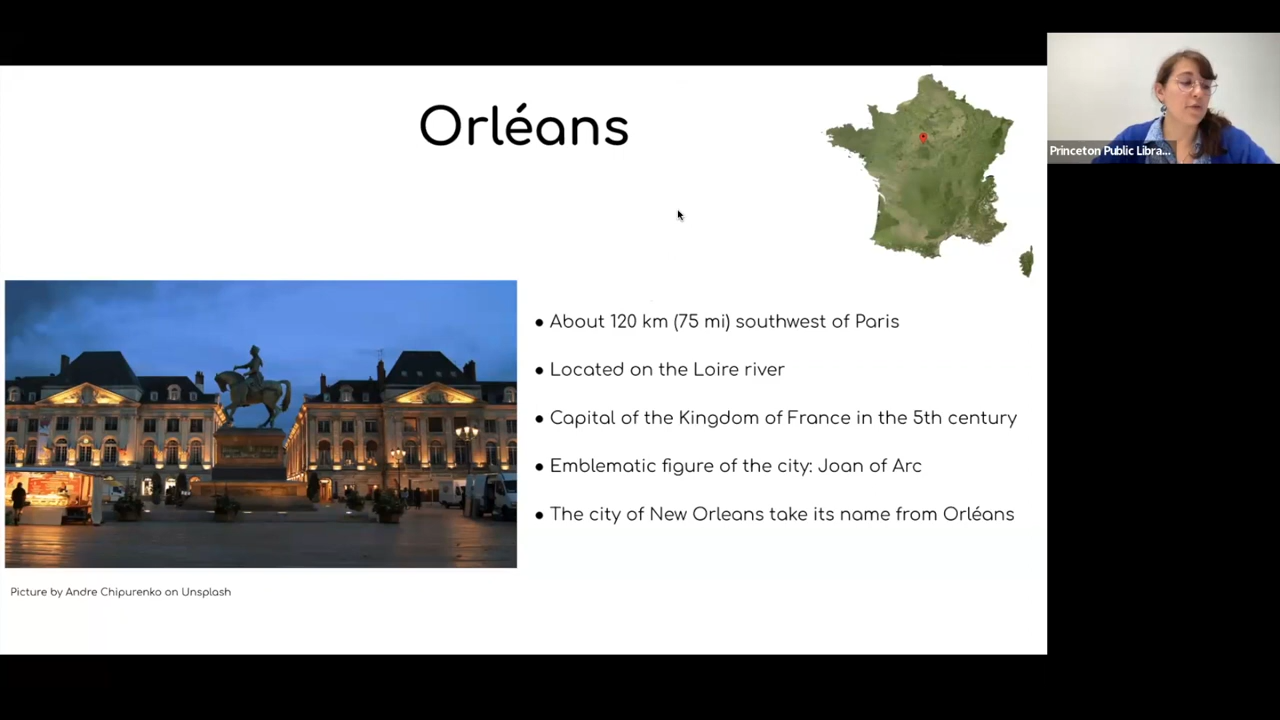 Orléans
Princeton Public Libra...
● About 120 km (75 mi) southwest of Paris
● Located on the Loire river
● Capital of the Kingdom of France in the 5th century
● Emblematic figure of the city: Joan of Arc
● The city of New Orleans take its name from Orléans
Picture by Andre Chipurenko on Unsplash